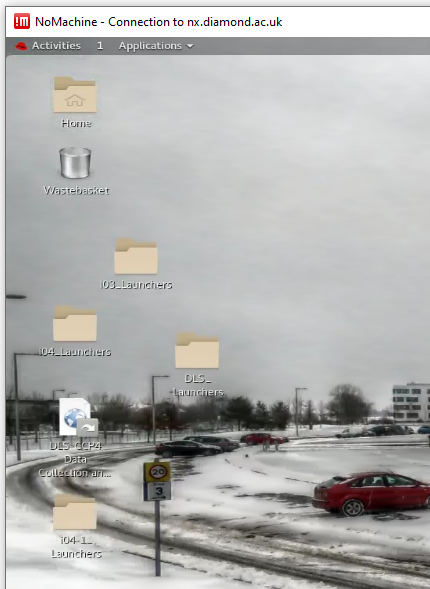 !M NoMachine - Connection to nx.diamond.ac.uk
Activities 1 Applications
Home
Wastebasket
i03_Launchers
i04_Launchers
DLS_
Launchers
DLS_CCP4
Data
Collection an...
20
3
i04-1_
Launchers